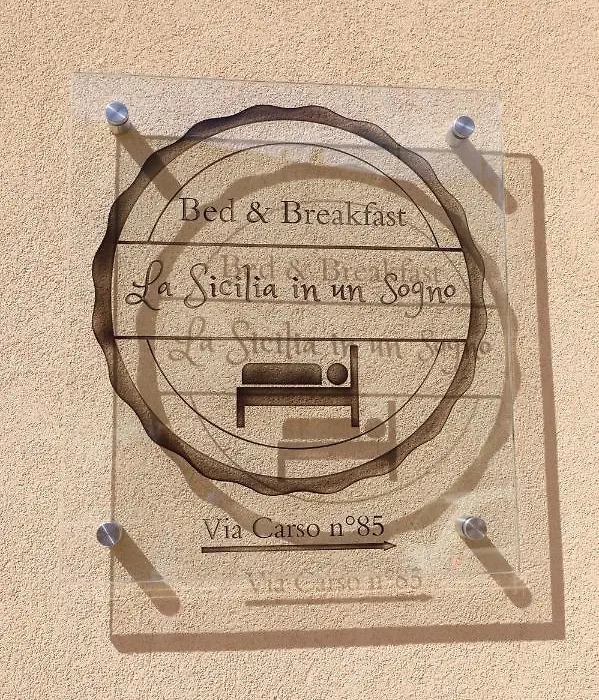 Bed & Breakfast
La Sicilia in un Sogno
Via Carso n°85